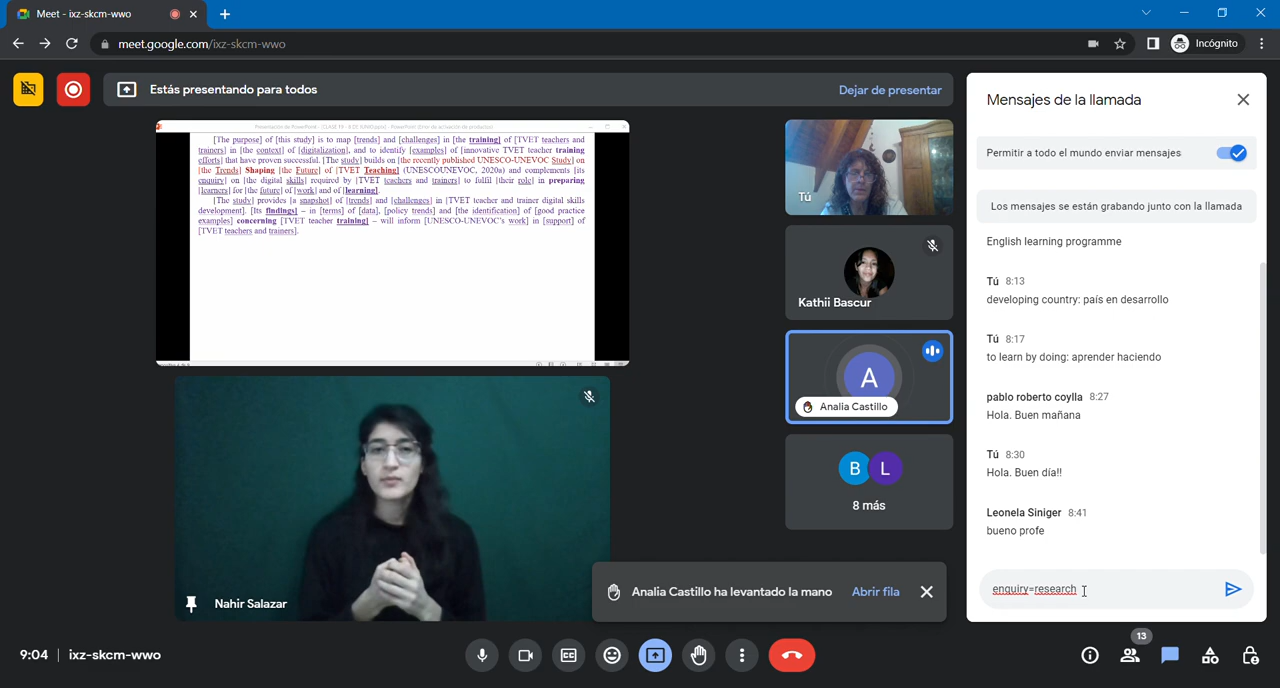 Meet - ixz-skcm-wwo
meet.google.com/ixz-skcm-wwo
Incógnito
Estás presentando para todos
Dejar de presentar
[The purpose] of [this study] is to map [trends] and [challenges] in [the training] of [TVET teachers and
trainers] in [the context] of [digitalization], and to identify [examples] of [innovative TVET teacher training
efforts] that have proven successful. [The study] builds on [the recently published UNESCO-UNEVOC Study] on
[the Trends] Shaping [the Future] of [TVET Teaching] (UNESCOUNEVOC, 2020a) and complements [its
enquiry] on [the digital skills] required by [TVET teachers and trainers] to fulfil [their role] in preparing
[learners] for [the future] of [work] and of [learning].
[The study] provides [a snapshot] of [trends] and [challenges] in [TVET teacher and trainer digital skills
development]. [Its findings] – in [terms] of [data], [policy trends] and [the identification] of [good practice
examples] concerning [TVET teacher training] – will inform [UNESCO-UNEVOC's work] in [support] of
[TVET teachers and trainers].
Tú
Kathii Bascur
A
Analia Castillo
B L
8 más
Nahir Salazar
Analia Castillo ha levantado la mano
Abrir fila
Mensajes de la llamada
Permitir a todo el mundo enviar mensajes
Los mensajes se están grabando junto con la llamada
English learning programme
Tú 8:13
developing country: país en desarrollo
Tú 8:17
to learn by doing: aprender haciendo
pablo roberto coylla 8:27
Hola. Buen mañana
Tú 8:30
Hola. Buen día!!
Leonela Siniger 8:41
bueno profe
enquiry=research
9:04 | ixz-skcm-wwo
13